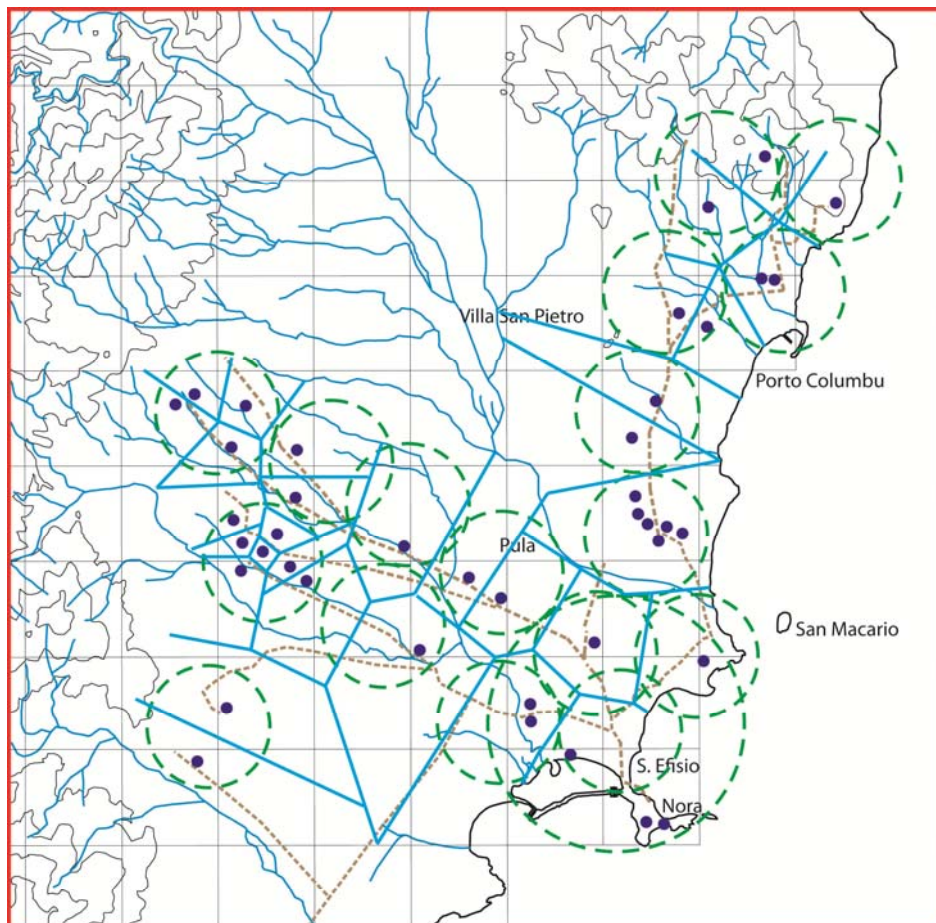 Villa San Pietro
Porto Columbu
Pula
San Macario
S. Efisio
Nora